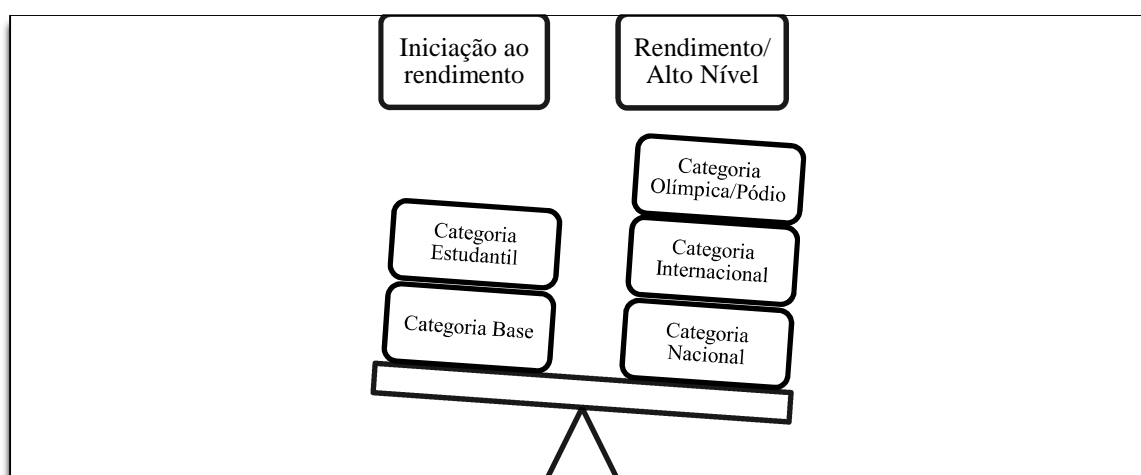 Iniciação ao
rendimento
Rendimento/
Alto Nível
Categoria
Olímpica/Pódio
Categoria
Estudantil
Categoria
Internacional
Categoria Base
Categoria
Nacional